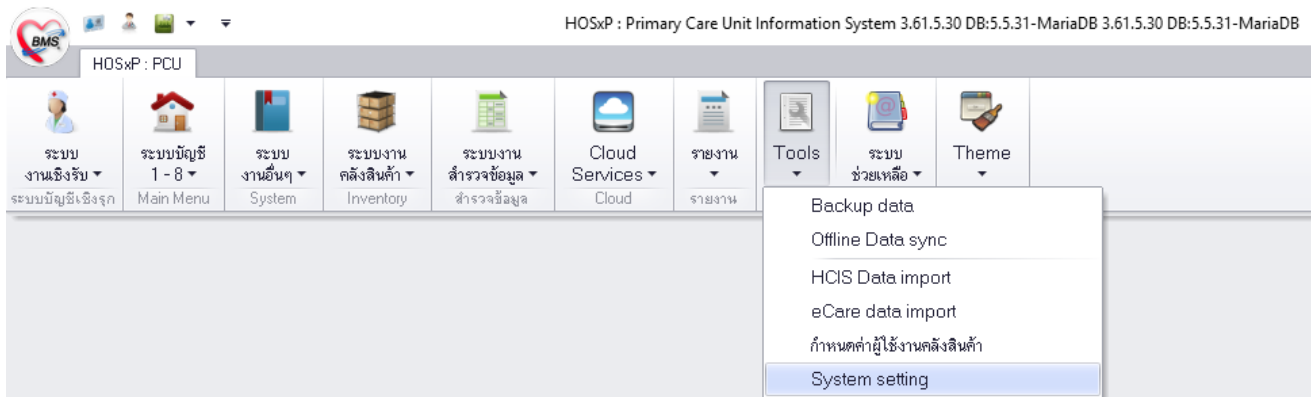 BMS
HOSxP : Primary Care Unit Information System 3.61.5.30 DB:5.5.31-MariaDB 3.61.5.30 DB:5.5.31-MariaDB
HOSxP : PCU
ระบบ
งานเชิงรับ
ระบบบัญชี
1 - 8
ระบบ
งานอื่นๆ
ระบบงาน
คลังสินค้า
ระบบงาน
สำรวจข้อมูล
Cloud
Services
รายงาน
Tools
ระบบ
ช่วยเหลือ
Theme
ระบบบัญชีเชิงรุก
Main Menu
System
Inventory
สำรวจข้อมูล
Cloud
รายงาน
Backup data
Offline Data sync
HCIS Data import
eCare data import
กำหนดค่าผู้ใช้งานคลังสินค้า
System setting